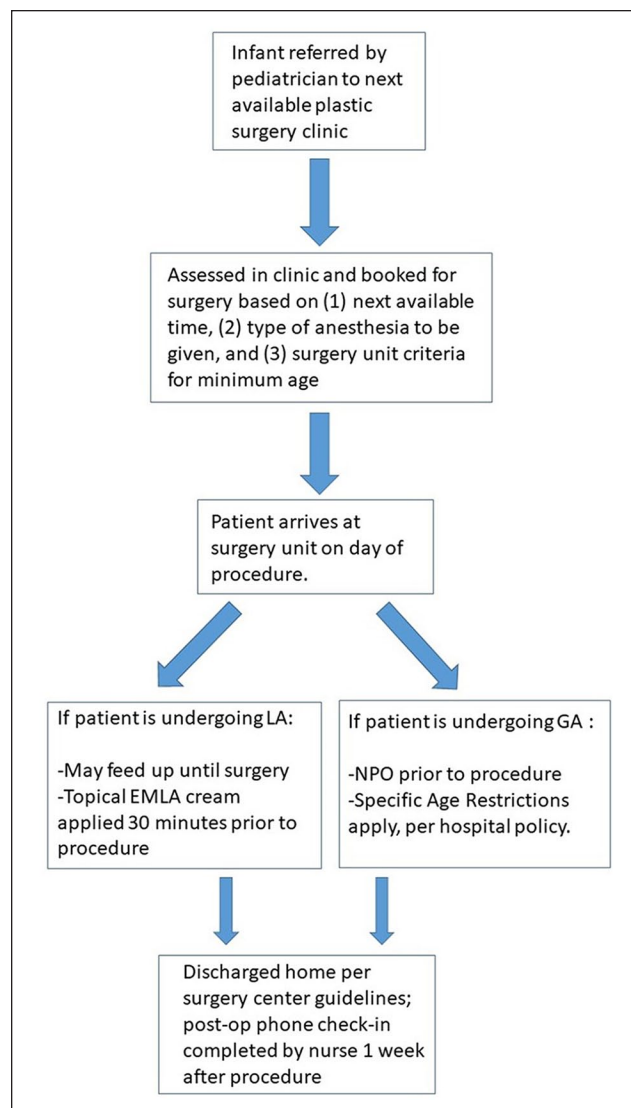 Infant referred by
pediatrician to next
available plastic
surgery clinic
Assessed in clinic and booked for
surgery based on (1) next available
time, (2) type of anesthesia to be
given, and (3) surgery unit criteria
for minimum age
Patient arrives at
surgery unit on day of
procedure.
If patient is undergoing LA:
-May feed up until surgery
-Topical EMLA cream
applied 30 minutes prior to
procedure
If patient is undergoing GA :
-NPO prior to procedure
-Specific Age Restrictions
apply, per hospital policy.
Discharged home per
surgery center guidelines;
post-op phone check-in
completed by nurse 1 week
after procedure